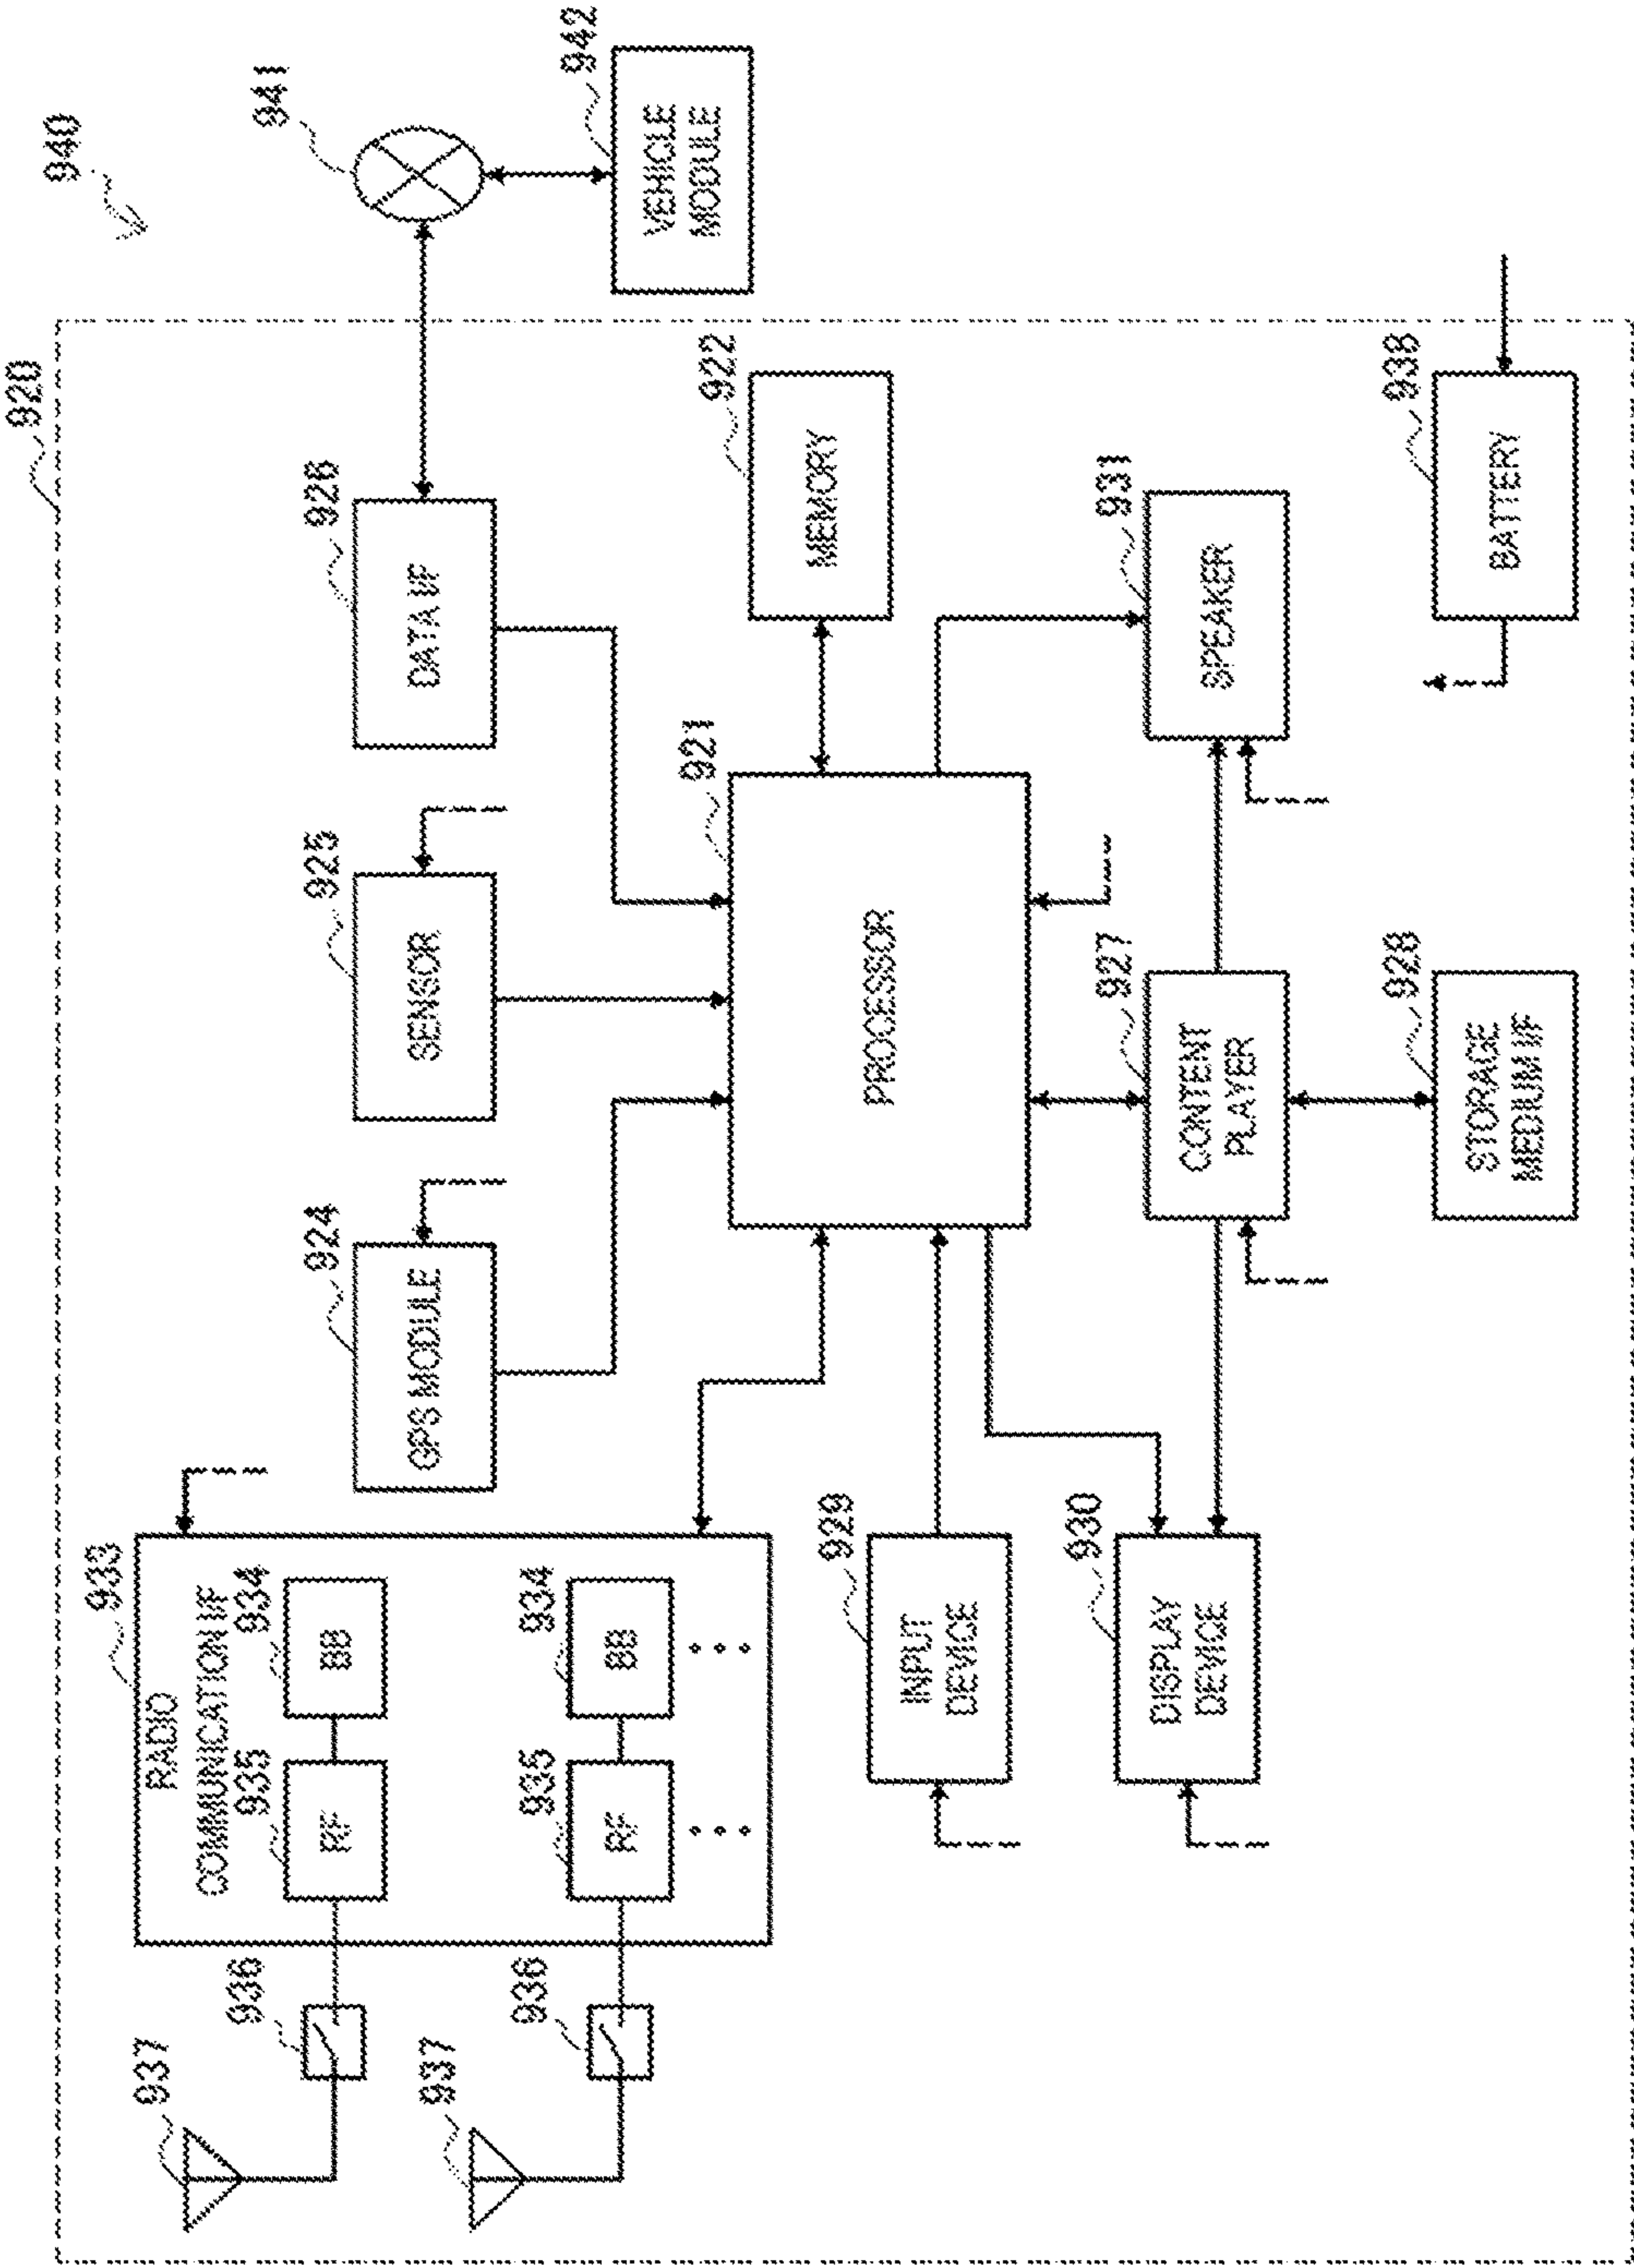 940
920
941
942
VEHICLE
MODULE
933
RADIO
COMMUNICATION I/F
937
936
935
RF
934
BB
937
936
935
RF
934
BB
924
GPS MODULE
925
SENSOR
926
DATA I/F
921
PROCESSOR
922
MEMORY
929
INPUT
DEVICE
930
DISPLAY
DEVICE
927
CONTENT
PLAYER
931
SPEAKER
928
STORAGE
MEDIUM I/F
938
BATTERY